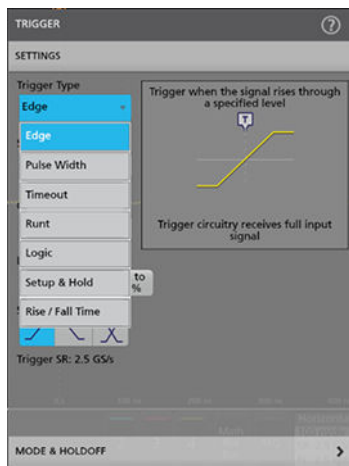 TRIGGER
?
SETTINGS
Trigger Type
Edge
Edge
Pulse Width
Timeout
Runt
Logic
Setup & Hold
Rise / Fall Time
to
%
Trigger when the signal rises through
a specified level
T
Trigger circuitry receives full input
signal
Trigger SR: 2.5 GS/s
MODE & HOLDOFF